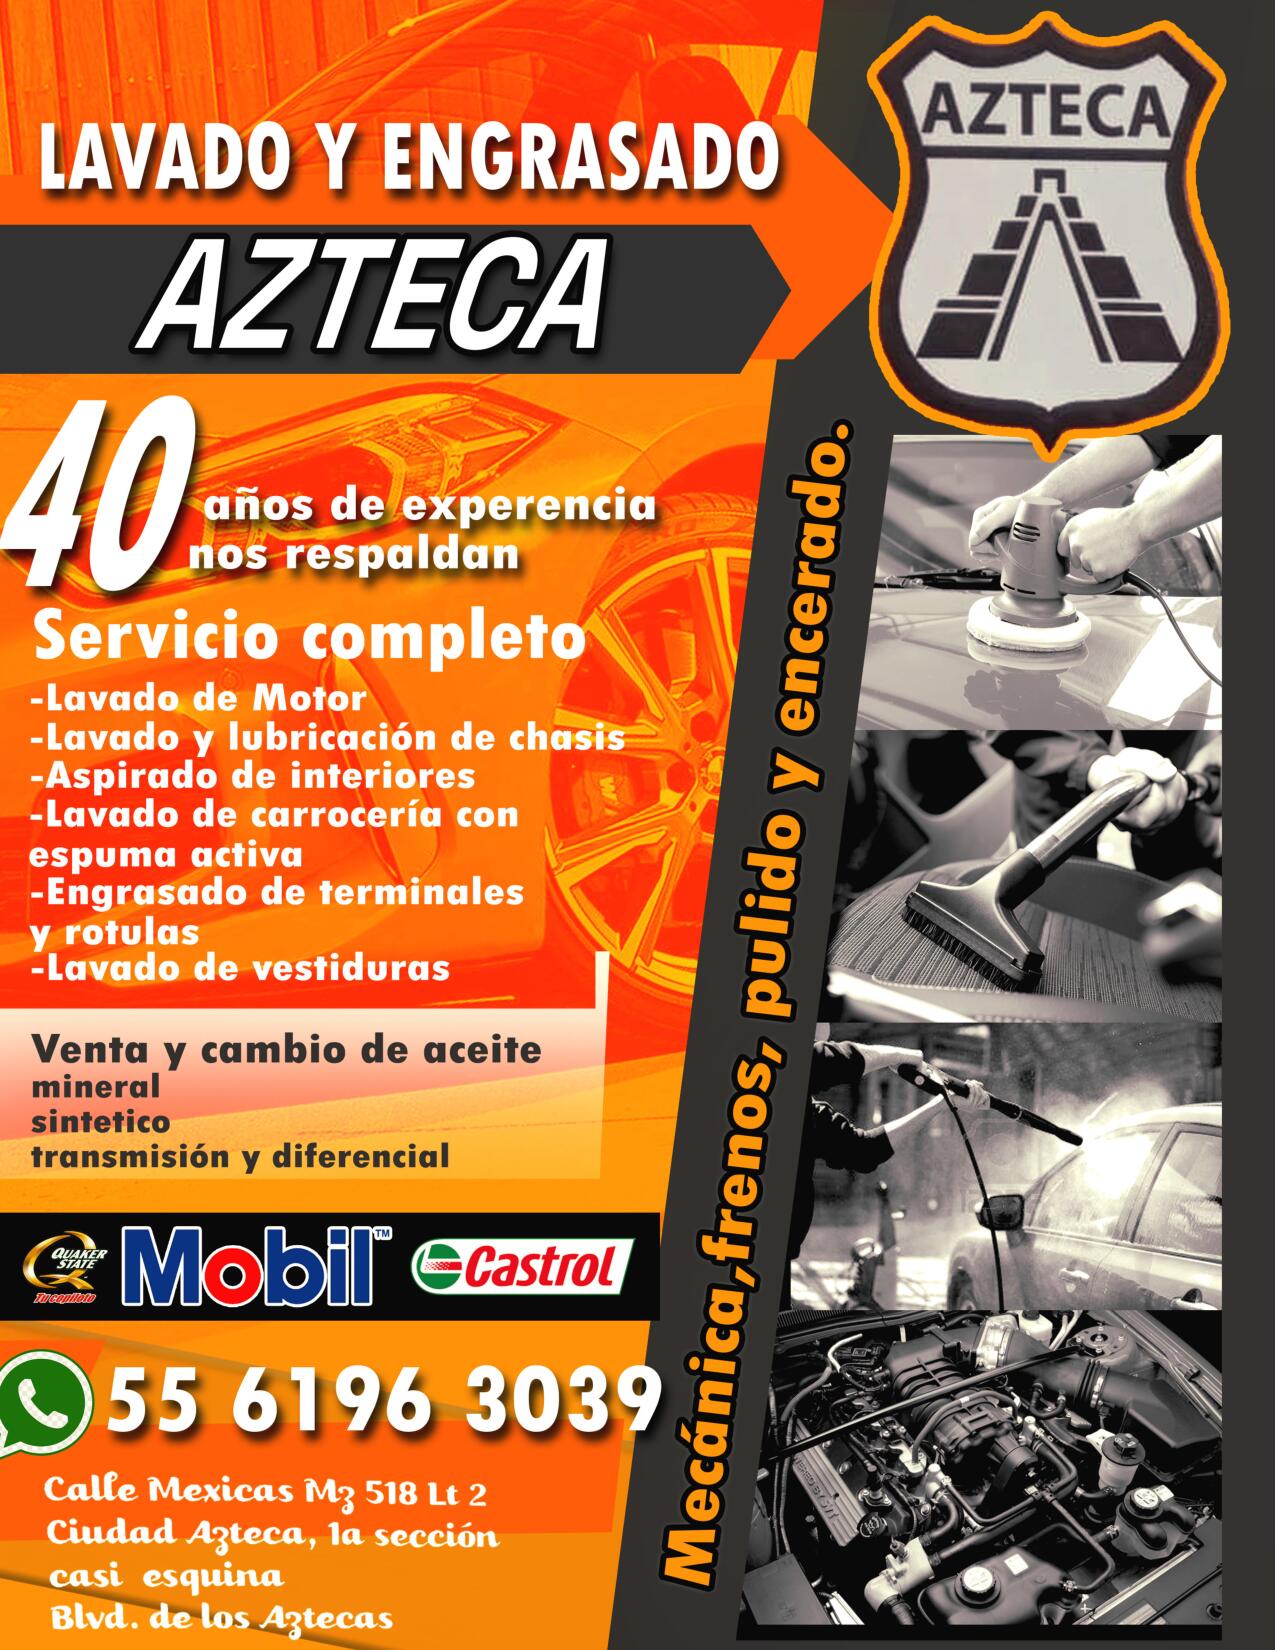 LAVADO Y ENGRASADO
AZTECA
AZTECA
40 años de experencia
nos respaldan
Servicio completo
-Lavado de Motor
-Lavado y lubricación de chasis
-Aspirado de interiores
-Lavado de carrocería con
espuma activa
-Engrasado de terminales
y rotulas
-Lavado de vestiduras
Venta y cambio de aceite
mineral
sintetico
transmisión y diferencial
QUAKER
STATE
Tu copiloto
Mobil™
Castrol
55 6196 3039
Calle Mexicas Mz 518 Lt 2
Ciudad Azteca, 1a sección
casi esquina
Blvd. de los Aztecas
Mecánica,frenos, pulido y encerado.